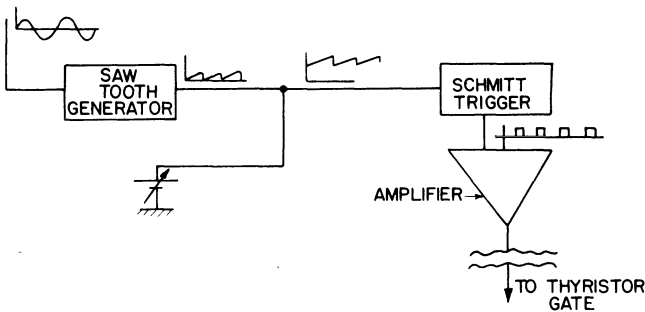 SAW
TOOTH
GENERATOR
SCHMITT
TRIGGER
AMPLIFIER
TO THYRISTOR
GATE